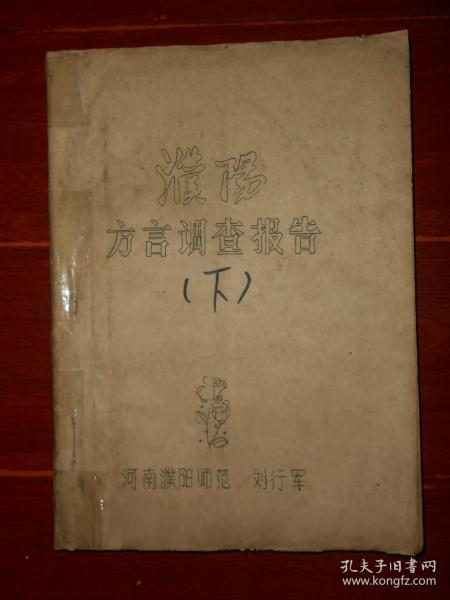 濮陽
方言调查报告
（下）
河南濮阳师范 刘行军
孔夫子旧书网
www.kongfz.com